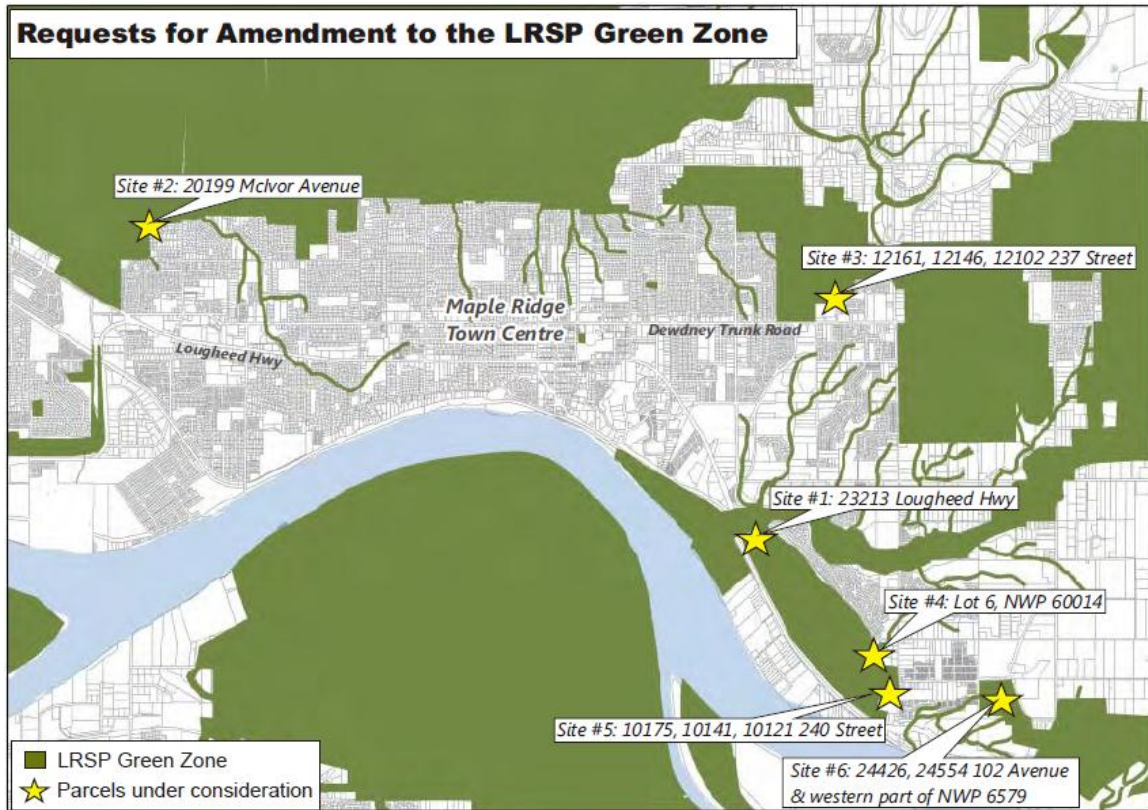 Requests for Amendment to the LRSP Green Zone
Site #2: 20199 McIvor Avenue
Site #3: 12161, 12146, 12102 237 Street
Maple Ridge
Town Centre
Dewdney Trunk Road
Lougheed Hwy
Site #1: 23213 Lougheed Hwy
Site #4: Lot 6, NWP 60014
Site #5: 10175, 10141, 10121 240 Street
Site #6: 24426, 24554 102 Avenue
& western part of NWP 6579
LRSP Green Zone
Parcels under consideration